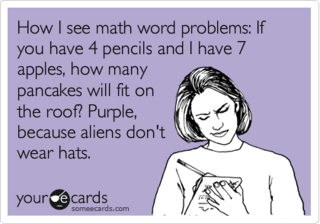 How I see math word problems: If
you have 4 pencils and I have 7
apples, how many
pancakes will fit on
the roof? Purple,
because aliens don't
wear hats.
your cards
someecards.com